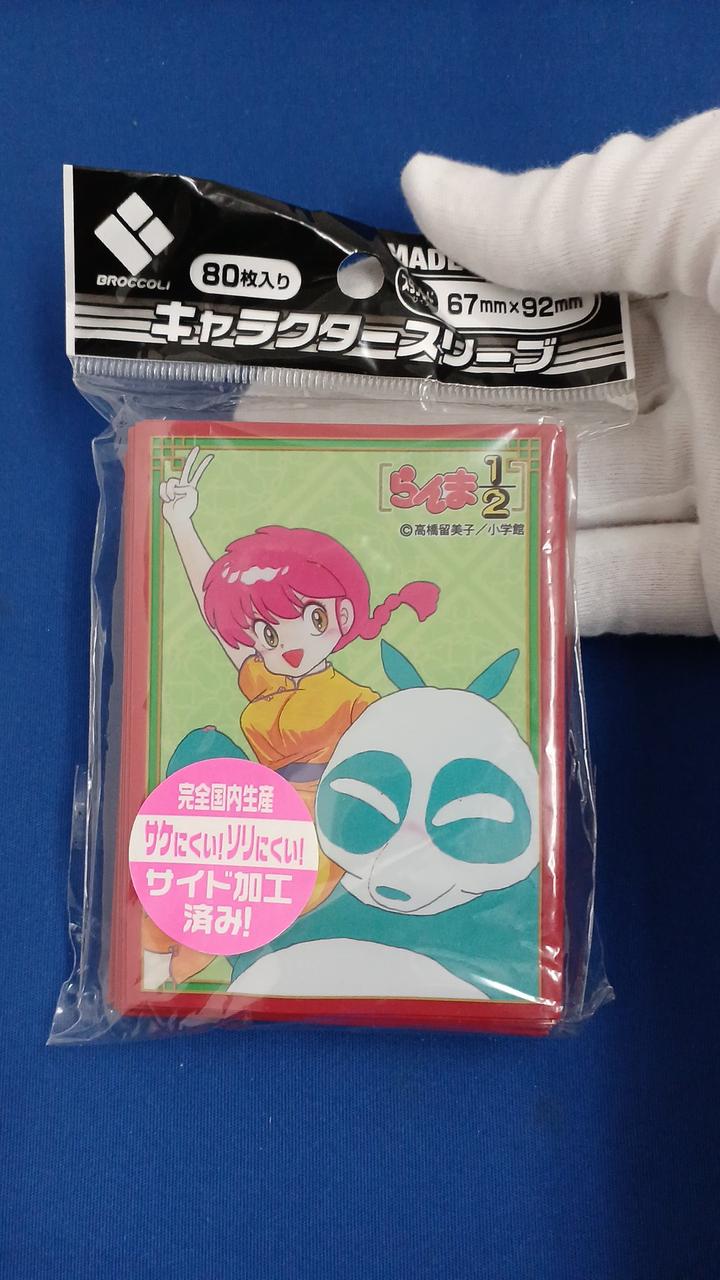 BROCCOLI
80枚入り
MADE
67mm×92mm
キャラクタースリーブ
らんま1/2
©高橋留美子/小学館
完全国内生産
サケにくい!ソリにくい!
サイド加工
済み!